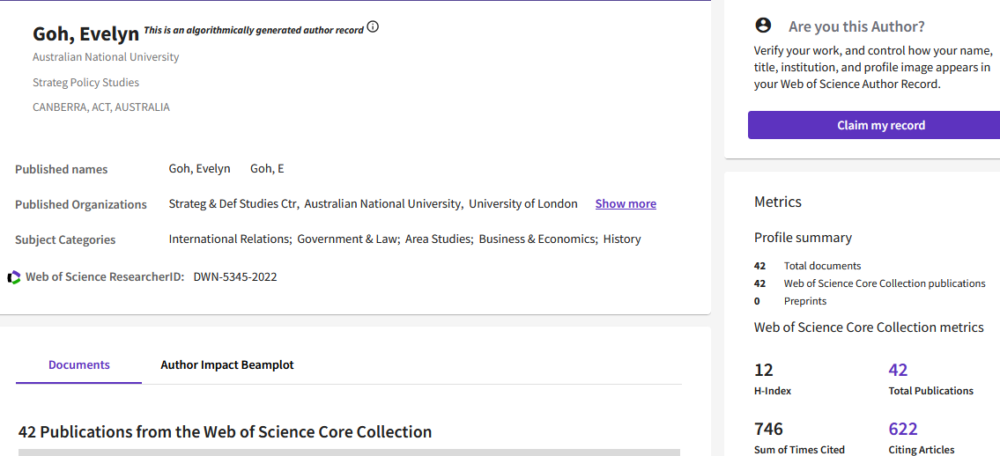 Goh, Evelyn This is an algorithmically generated author record
Australian National University
Strateg Policy Studies
CANBERRA, ACT, AUSTRALIA
Published names Goh, Evelyn Goh, E
Published Organizations Strateg & Def Studies Ctr, Australian National University, University of London Show more
Subject Categories International Relations; Government & Law; Area Studies; Business & Economics; History
Web of Science ResearcherID: DWN-5345-2022
Documents Author Impact Beamplot
42 Publications from the Web of Science Core Collection
Are you this Author?
Verify your work, and control how your name,
title, institution, and profile image appears in
your Web of Science Author Record.
Claim my record
Metrics
Profile summary
42 Total documents
42 Web of Science Core Collection publications
0 Preprints
Web of Science Core Collection metrics
12 42
H-Index Total Publications
746 622
Sum of Times Cited Citing Articles